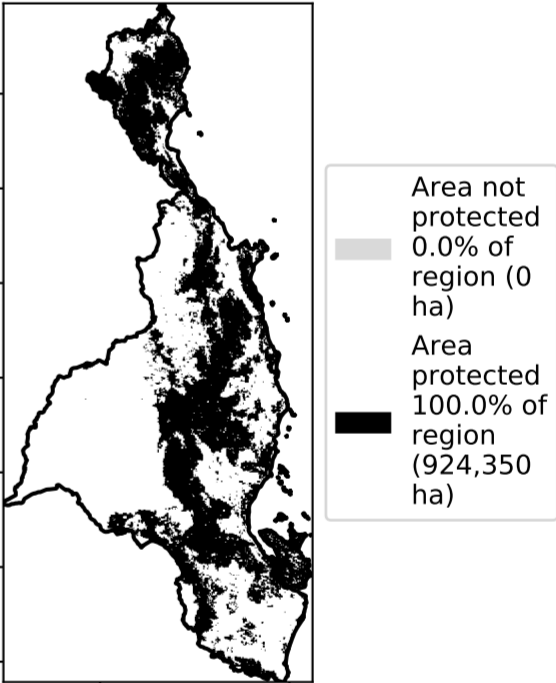 Area not
protected
0.0% of
region (0
ha)
Area
protected
100.0% of
region
(924,350
ha)